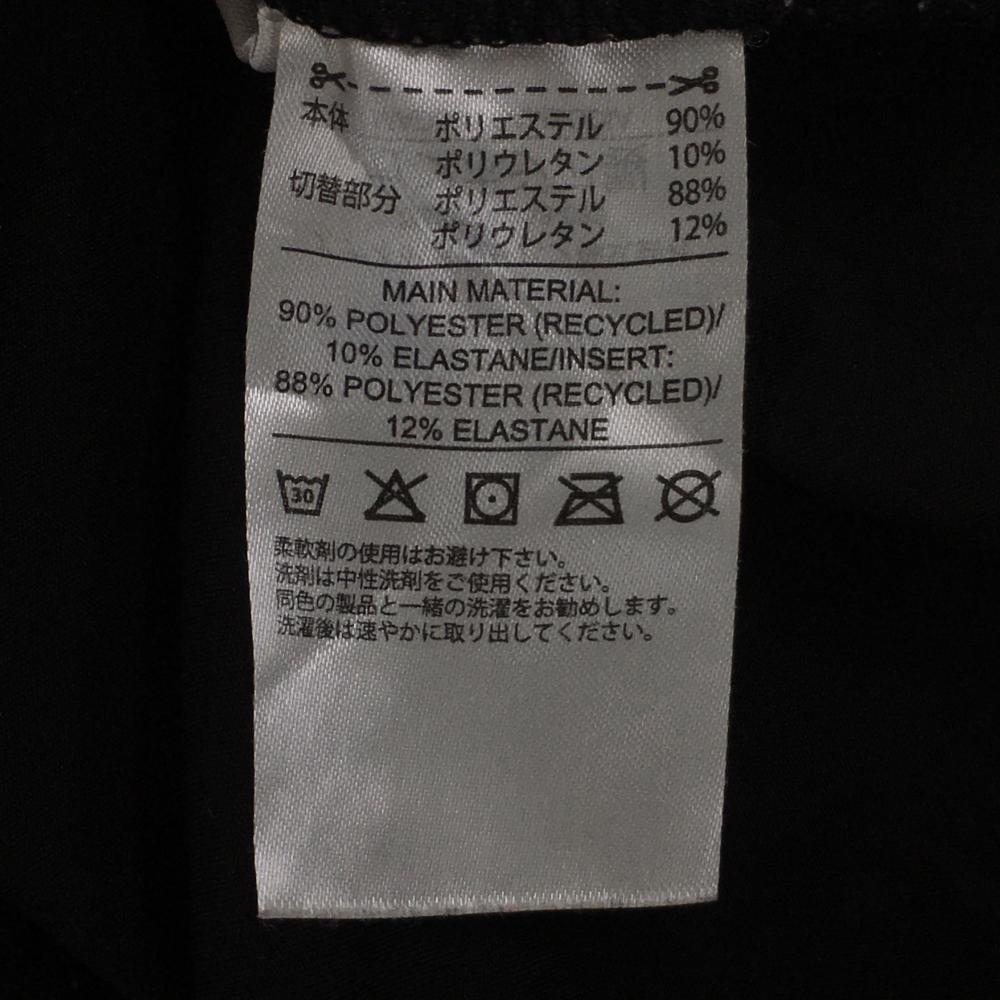 本体 ポリエステル 90%
ポリウレタン 10%
切替部分 ポリエステル 88%
ポリウレタン 12%
MAIN MATERIAL:
90% POLYESTER (RECYCLED)/
10% ELASTANE/INSERT:
88% POLYESTER (RECYCLED)/
12% ELASTANE
30
柔軟剤の使用はお避け下さい。
洗剤は中性洗剤をご使用ください。
同色の製品と一緒の洗濯をお勧めします。
洗濯後は速やかに取り出してください。